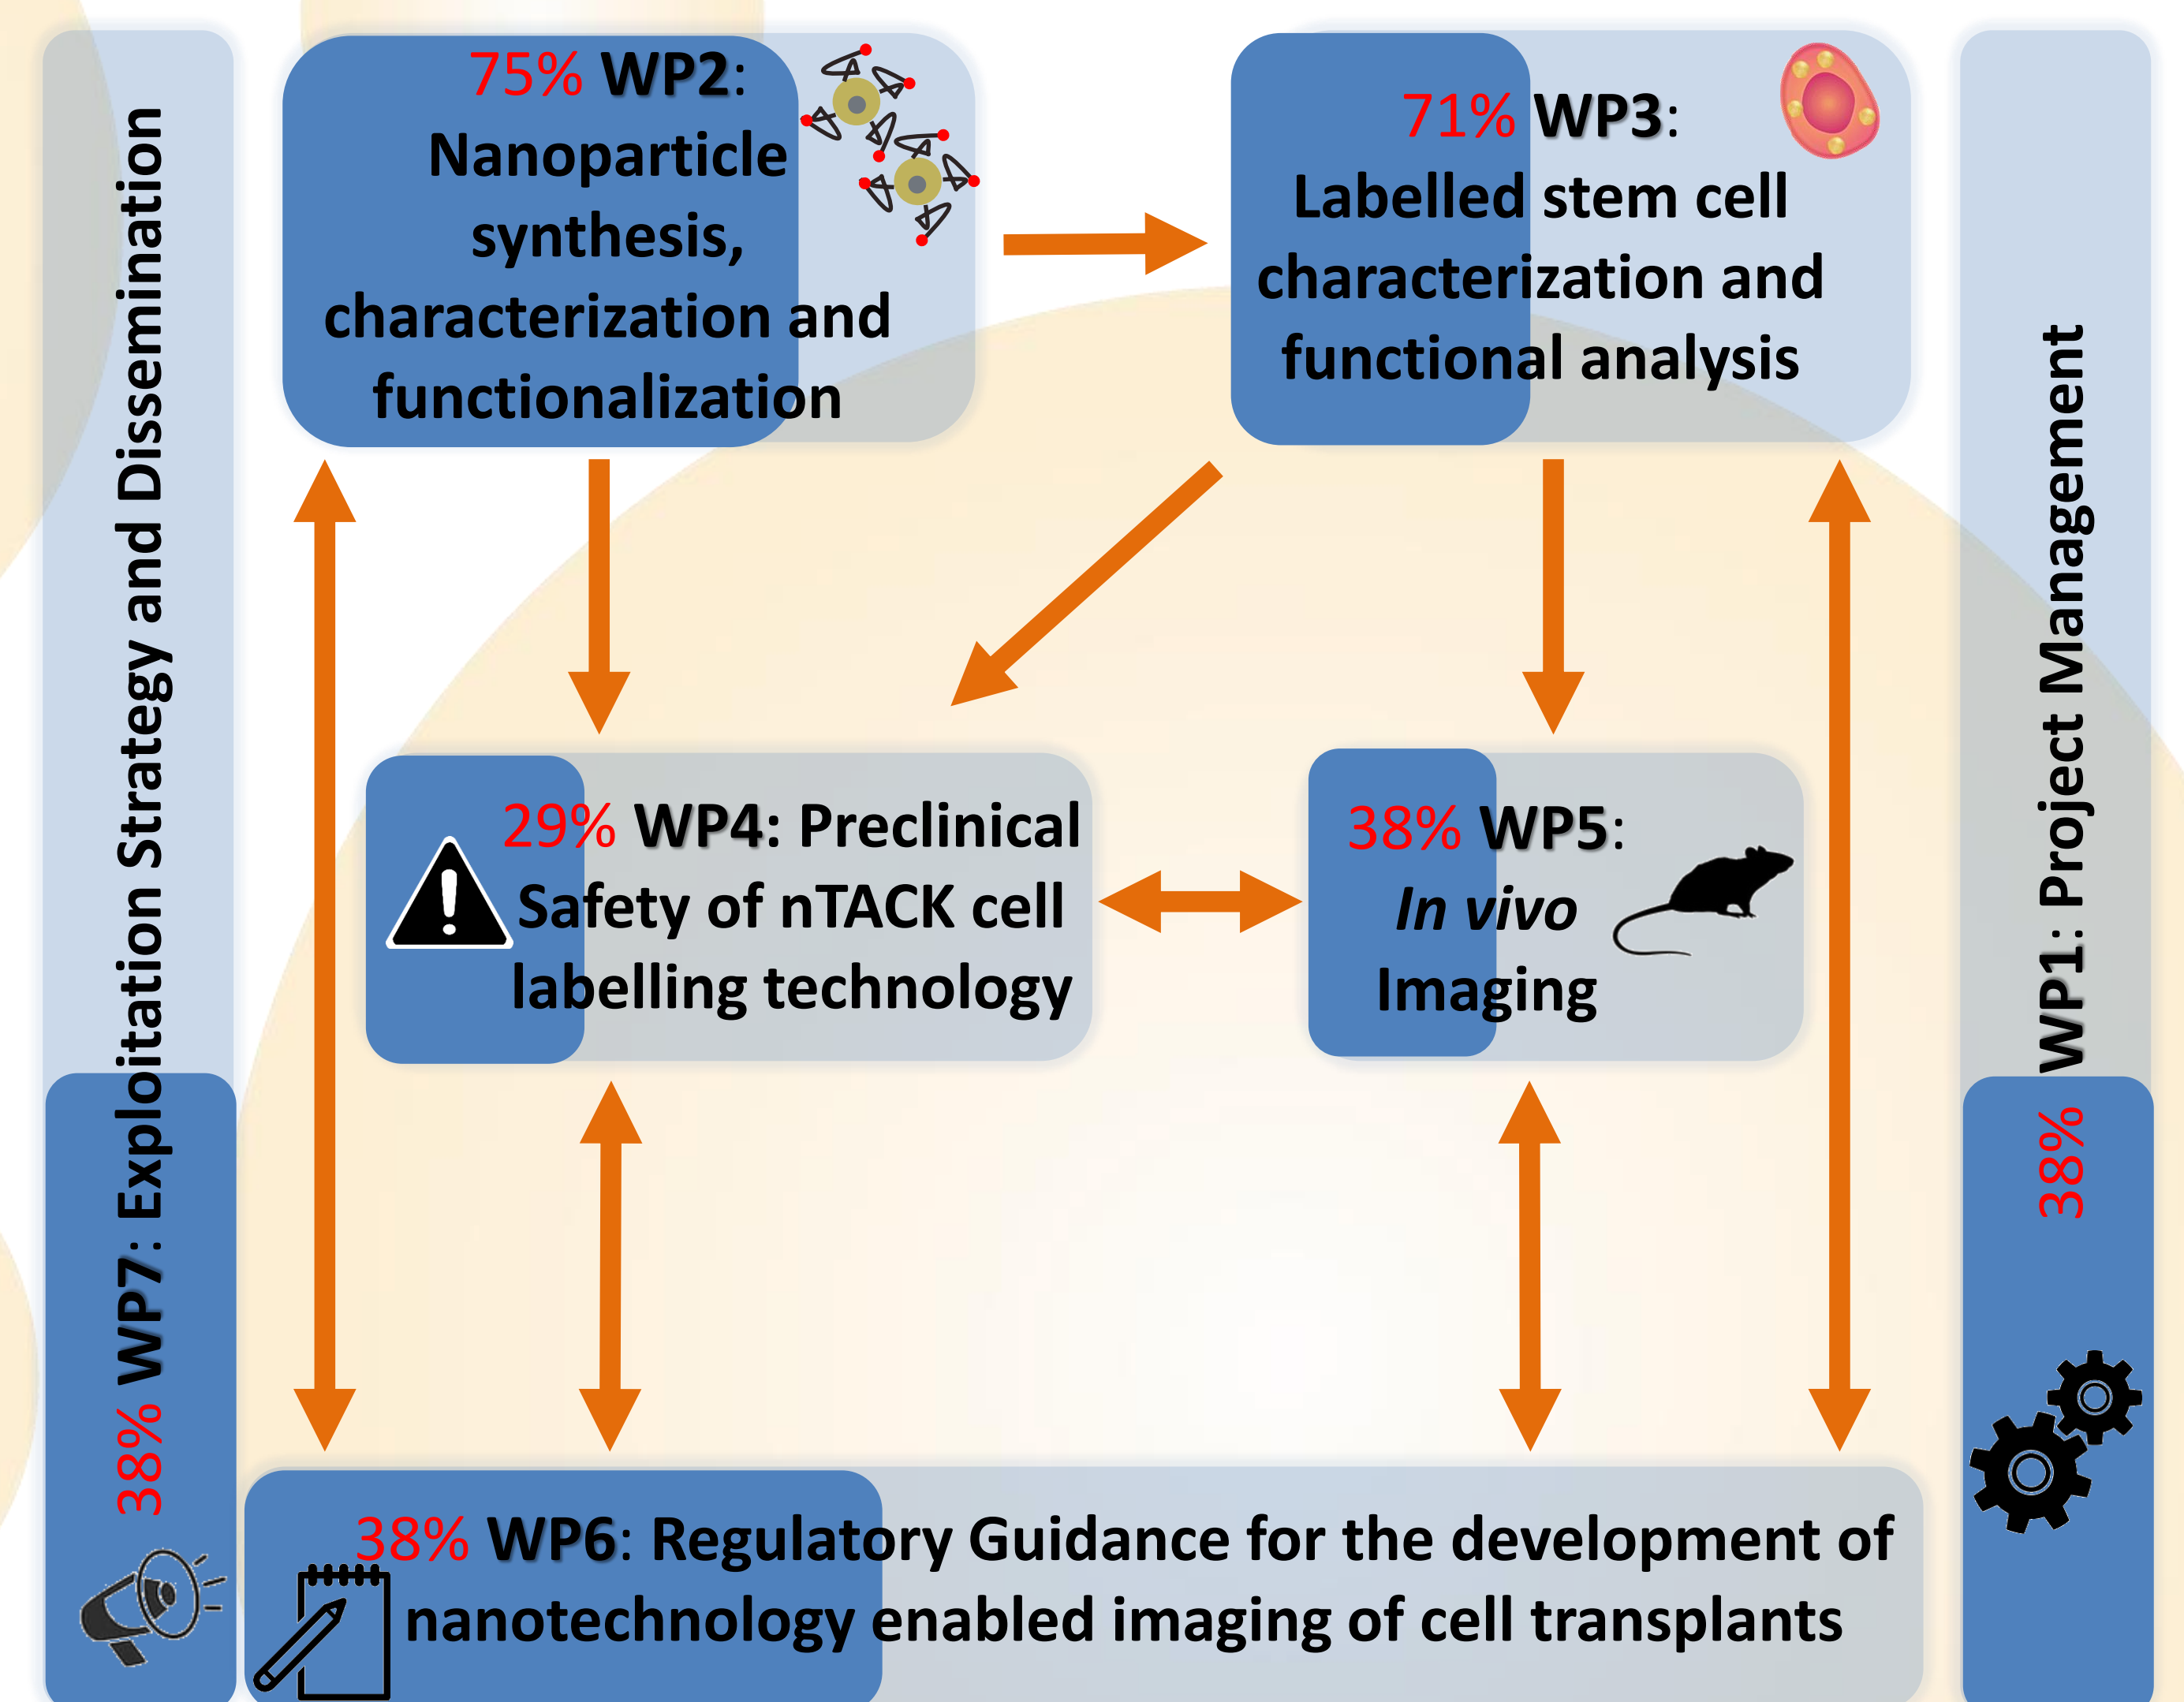 38% WP7: Exploitation Strategy and Dissemination
75% WP2:
Nanoparticle
synthesis,
characterization and
functionalization
71% WP3:
Labelled stem cell
characterization and
functional analysis
29% WP4: Preclinical
Safety of nTACK cell
labelling technology
38% WP5:
In vivo
Imaging
38% WP6: Regulatory Guidance for the development of
nanotechnology enabled imaging of cell transplants
38% WP1: Project Management